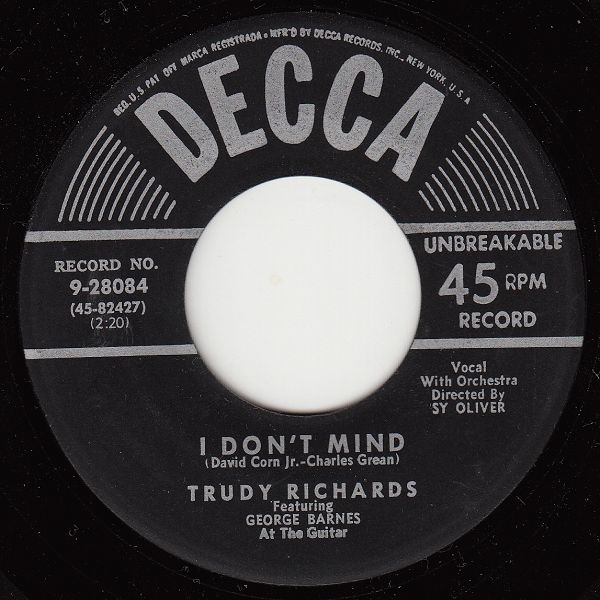 REG. U.S. PAT OFF MARCA REGISTRADA • MFR'D BY DECCA RECORDS, INC., NEW YORK, U.S.A
DECCA
RECORD NO.
9-28084
(45-82427)
(2:20)
UNBREAKABLE
45 RPM
RECORD
Vocal
With Orchestra
Directed By
SY OLIVER
I DON'T MIND
(David Corn Jr.-Charles Grean)
TRUDY RICHARDS
Featuring
GEORGE BARNES
At The Guitar